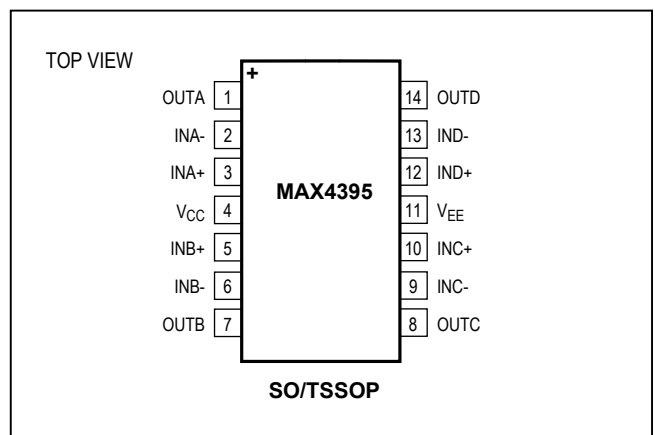 TOP VIEW
+
OUTA 1 14 OUTD
INA- 2 13 IND-
INA+ 3 12 IND+
MAX4395
VCC 4 11 VEE
INB+ 5 10 INC+
INB- 6 9 INC-
OUTB 7 8 OUTC
SO/TSSOP